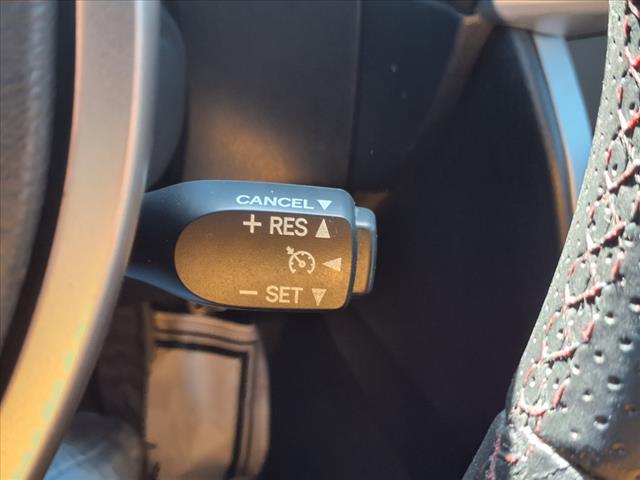 CANCEL▼
+ RES ▲
◀
– SET ▼